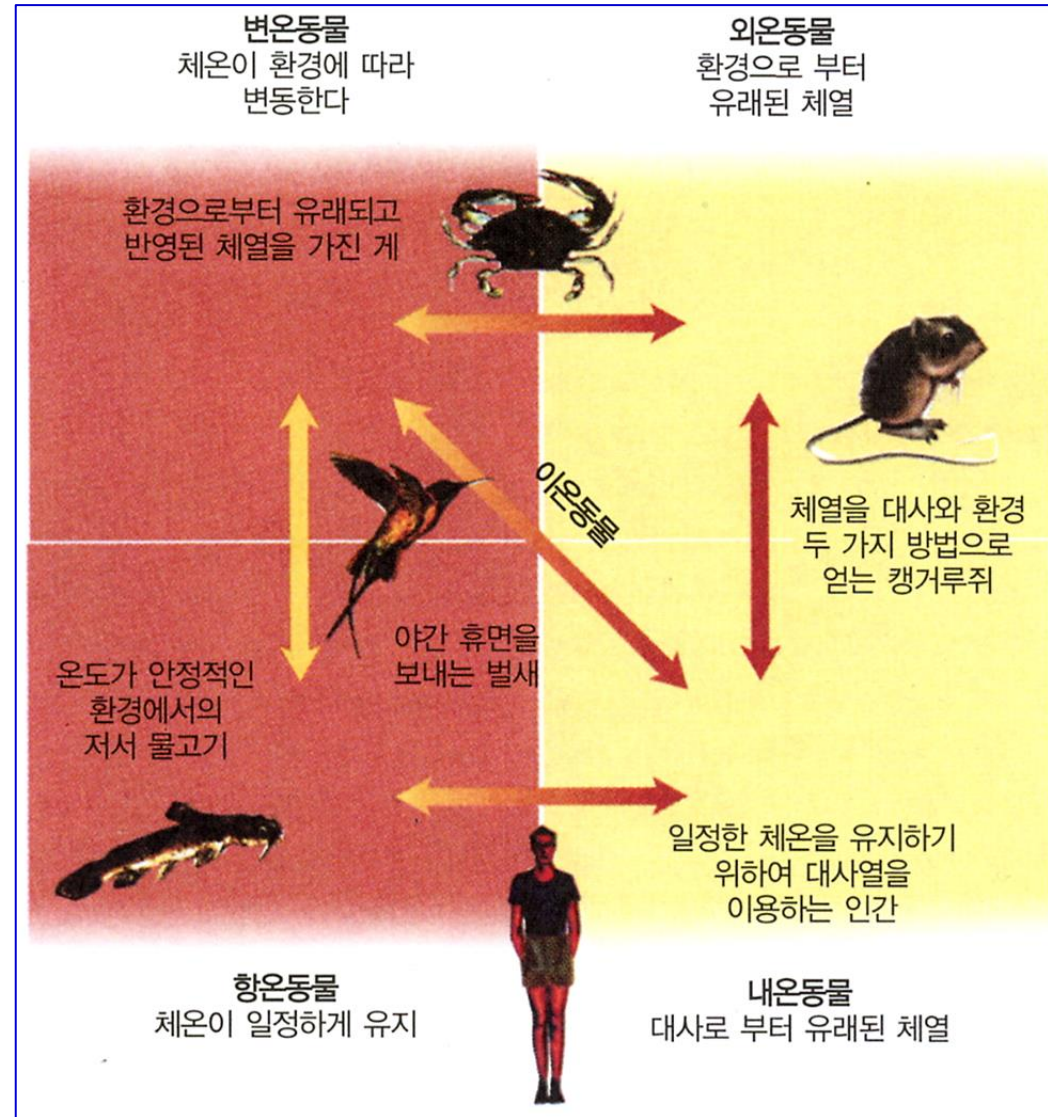 변온동물
체온이 환경에 따라
변동한다
외온동물
환경으로 부터
유래된 체열
환경으로부터 유래되고
반영된 체열을 가진 게
이온동물
체열을 대사와 환경
두 가지 방법으로
얻는 캥거루쥐
야간 휴면을
보내는 벌새
온도가 안정적인
환경에서의
저서 물고기
일정한 체온을 유지하기
위하여 대사열을
이용하는 인간
항온동물
체온이 일정하게 유지
내온동물
대사로 부터 유래된 체열